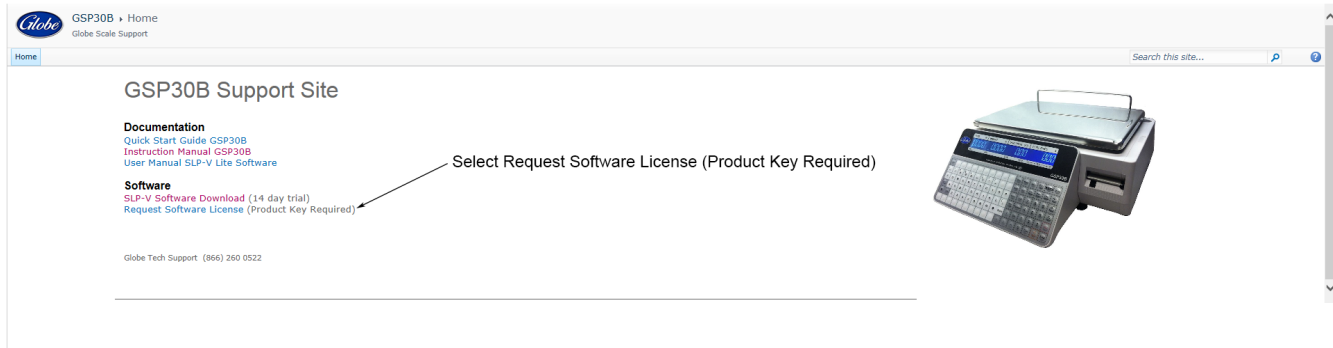 Globe
GSP30B ▸ Home
Globe Scale Support
Home
Search this site...
GSP30B Support Site
Documentation
Quick Start Guide GSP30B
Instruction Manual GSP30B
User Manual SLP-V Lite Software
Select Request Software License (Product Key Required)
Software
SLP-V Software Download (14 day trial)
Request Software License (Product Key Required)
Globe Tech Support (866) 260 0522
GSP30B